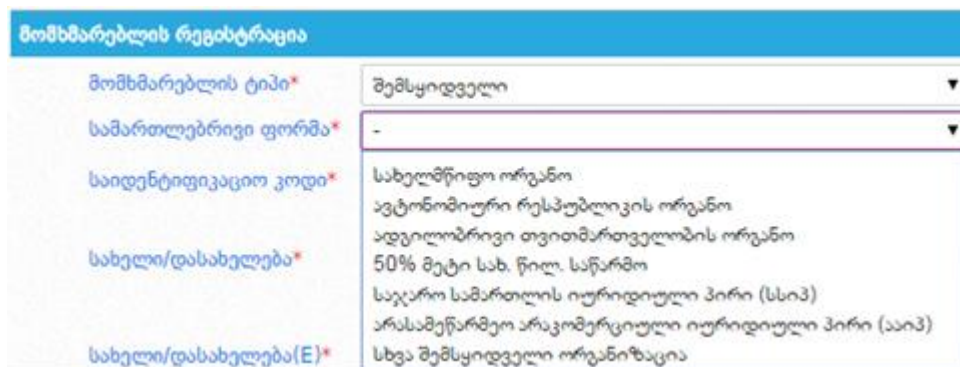 მომხმარებლის რეგისტრაცია
მომხმარებლის ტიპი* შემსყიდველი
სამართლებრივი ფორმა* -
საიდენტიფიკაციო კოდი*
სახელმწიფო ორგანო
ავტონომიური რესპუბლიკის ორგანო
ადგილობრივი თვითმართველობის ორგანო
სახელი/დასახელება*
50% მეტი სახ. წილ. საწარმო
საჯარო სამართლის იურიდიული პირი (სსიპ)
არასამეწარმეო არაკომერციული იურიდიული პირი (ააიპ)
სახელი/დასახელება(E)*
სხვა შემსყიდველი ორგანიზაცია